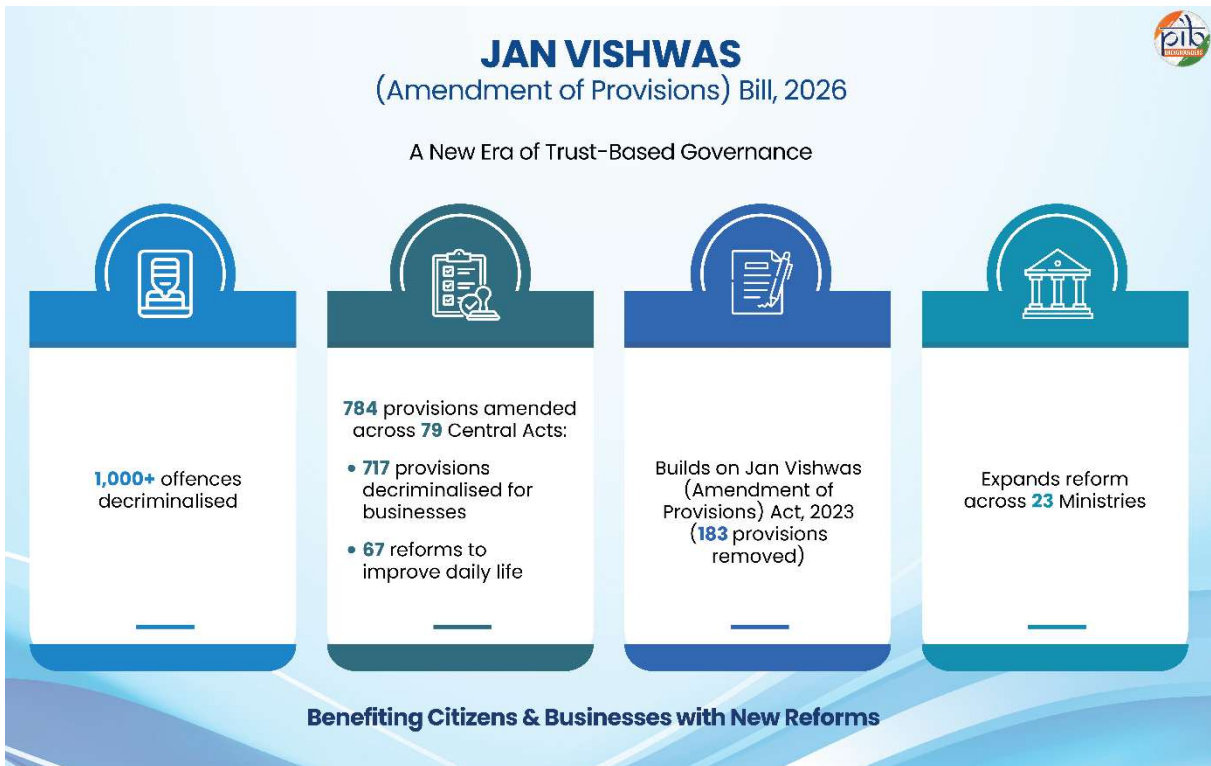 JAN VISHWAS
(Amendment of Provisions) Bill, 2026
pib
A New Era of Trust-Based Governance
1,000+ offences
decriminalised
784 provisions amended
across 79 Central Acts:
• 717 provisions
decriminalised for
businesses
• 67 reforms to
improve daily life
Builds on Jan Vishwas
(Amendment of
Provisions) Act, 2023
(183 provisions
removed)
Expands reform
across 23 Ministries
Benefiting Citizens & Businesses with New Reforms